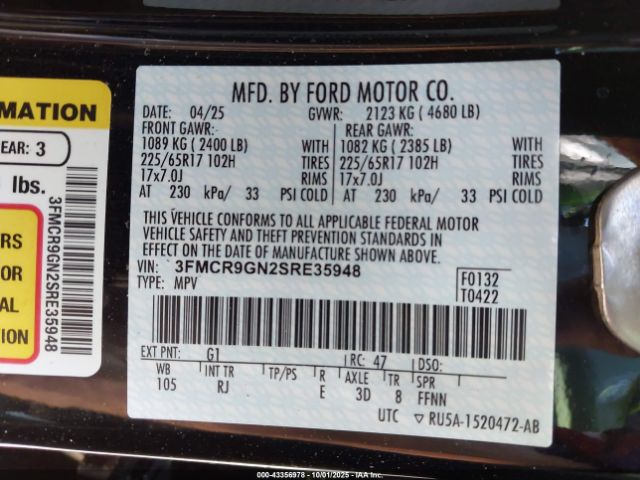 MATION
EAR: 3
lbs.
RS
OR
AL
ION
3FMCR9GN2SRE35948
MFD. BY FORD MOTOR CO.
DATE: 04/25 GVWR: 2123 KG ( 4680 LB)
FRONT GAWR: REAR GAWR:
1089 KG ( 2400 LB) WITH 1082 KG ( 2385 LB) WITH
225/65R17 102H TIRES 225/65R17 102H TIRES
17x7.0J RIMS 17x7.0J RIMS
AT 230 kPa/ 33 PSI COLD AT 230 kPa/ 33 PSI COLD
THIS VEHICLE CONFORMS TO ALL APPLICABLE FEDERAL MOTOR
VEHICLE SAFETY AND THEFT PREVENTION STANDARDS IN
EFFECT ON THE DATE OF MANUFACTURE SHOWN ABOVE.
VIN: 3FMCR9GN2SRE35948
TYPE: MPV
F0132
T0422
EXT PNT: G1 RC: 47 DSO:
WB INT TR TP/PS R AXLE TR SPR
105 RJ E 3D 8 FFNN
UTC ▽ RU5A-1520472-AB
000-43356978 - 10/01/2025 - Copyright IAA, LLC.